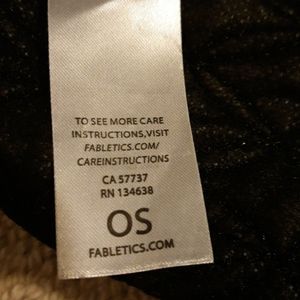 TO SEE MORE CARE
INSTRUCTIONS,VISIT
FABLETICS.COM/
CAREINSTRUCTIONS
CA 57737
RN 134638
OS
FABLETICS.COM